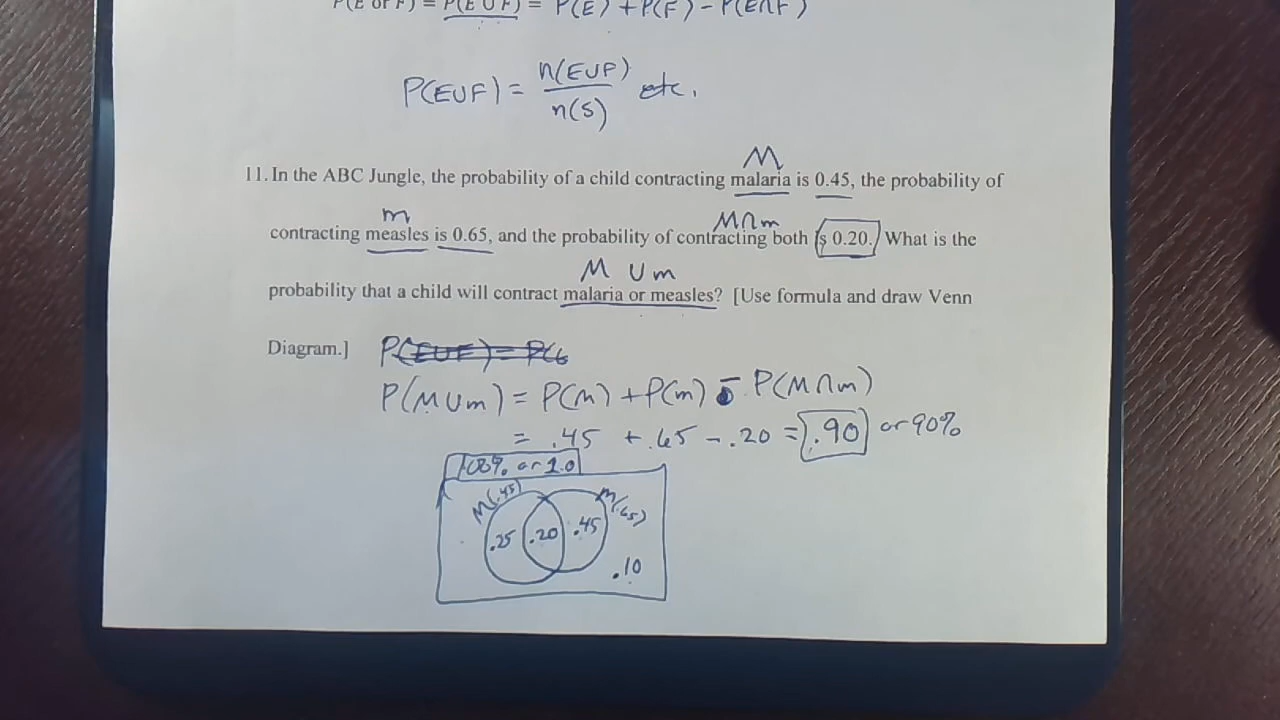 P(E or F) = P(E ∪ F) = P(E) + P(F) - P(E∩F)
P(E∪F) = n(E∪F) / n(S) etc.
M
11. In the ABC Jungle, the probability of a child contracting malaria is 0.45, the probability of
m M∩m
contracting measles is 0.65, and the probability of contracting both is 0.20. What is the
M ∪ m
probability that a child will contract malaria or measles? [Use formula and draw Venn
Diagram.] P(E∪F) = P(
P(M∪m) = P(M) + P(m) - P(M∩m)
= .45 + .65 - .20 = .90 or 90%
100% or 1.0
M(.45) m(.65)
.25 .20 .45
.10